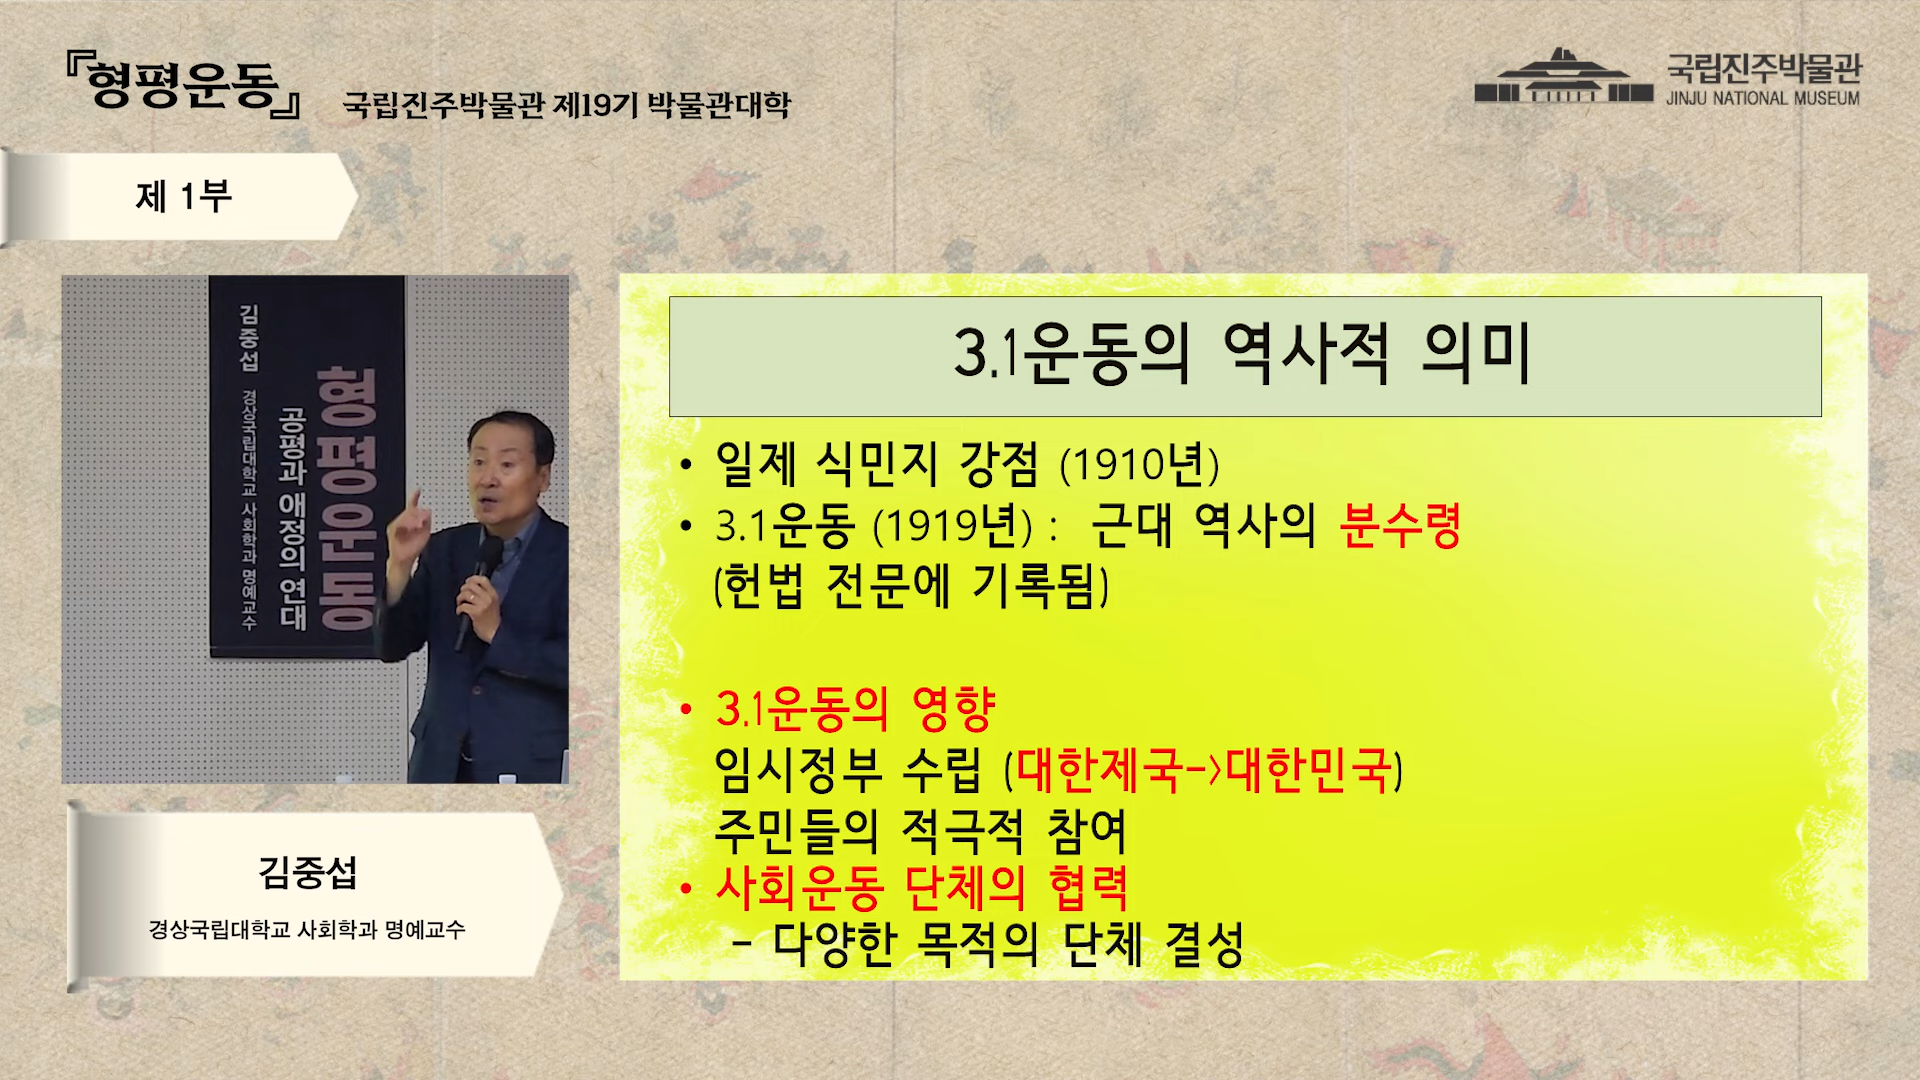 『형평운동』
국립진주박물관 제19기 박물관대학
국립진주박물관
JINJU NATIONAL MUSEUM
제 1부
김중섭 경상국립대학교 사회학과 명예교수
공평과 애정의 연대
형평운동
김중섭
경상국립대학교 사회학과 명예교수
3.1운동의 역사적 의미
• 일제 식민지 강점 (1910년)
• 3.1운동 (1919년) : 근대 역사의 분수령
(헌법 전문에 기록됨)
• 3.1운동의 영향
임시정부 수립 (대한제국->대한민국)
주민들의 적극적 참여
• 사회운동 단체의 협력
- 다양한 목적의 단체 결성